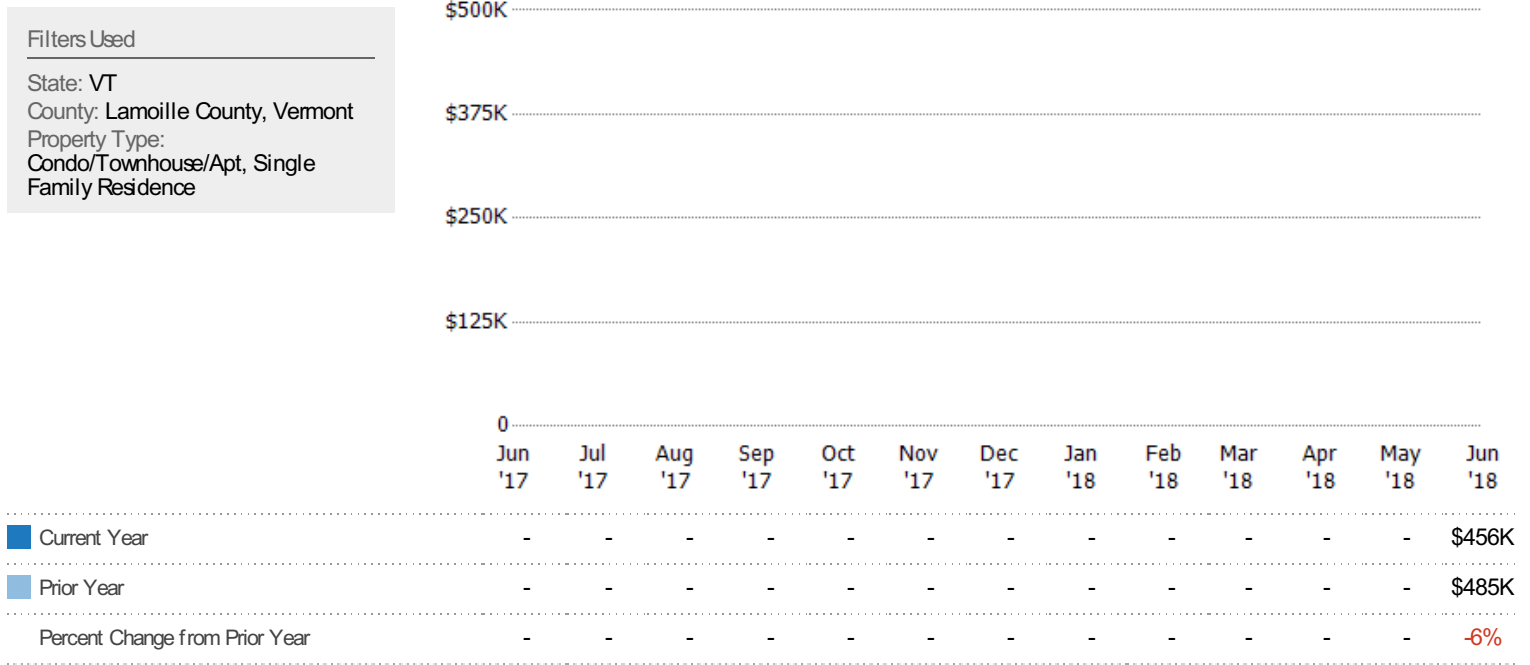 Filters Used
State: VT
County: Lamoille County, Vermont
Property Type:
Condo/Townhouse/Apt, Single
Family Residence
$500K
$375K
$250K
$125K
0
Jun Jul Aug Sep Oct Nov Dec Jan Feb Mar Apr May Jun
'17 '17 '17 '17 '17 '17 '17 '18 '18 '18 '18 '18 '18
Current Year - - - - - - - - - - - - $456K
Prior Year - - - - - - - - - - - - $485K
Percent Change from Prior Year - - - - - - - - - - - - -6%